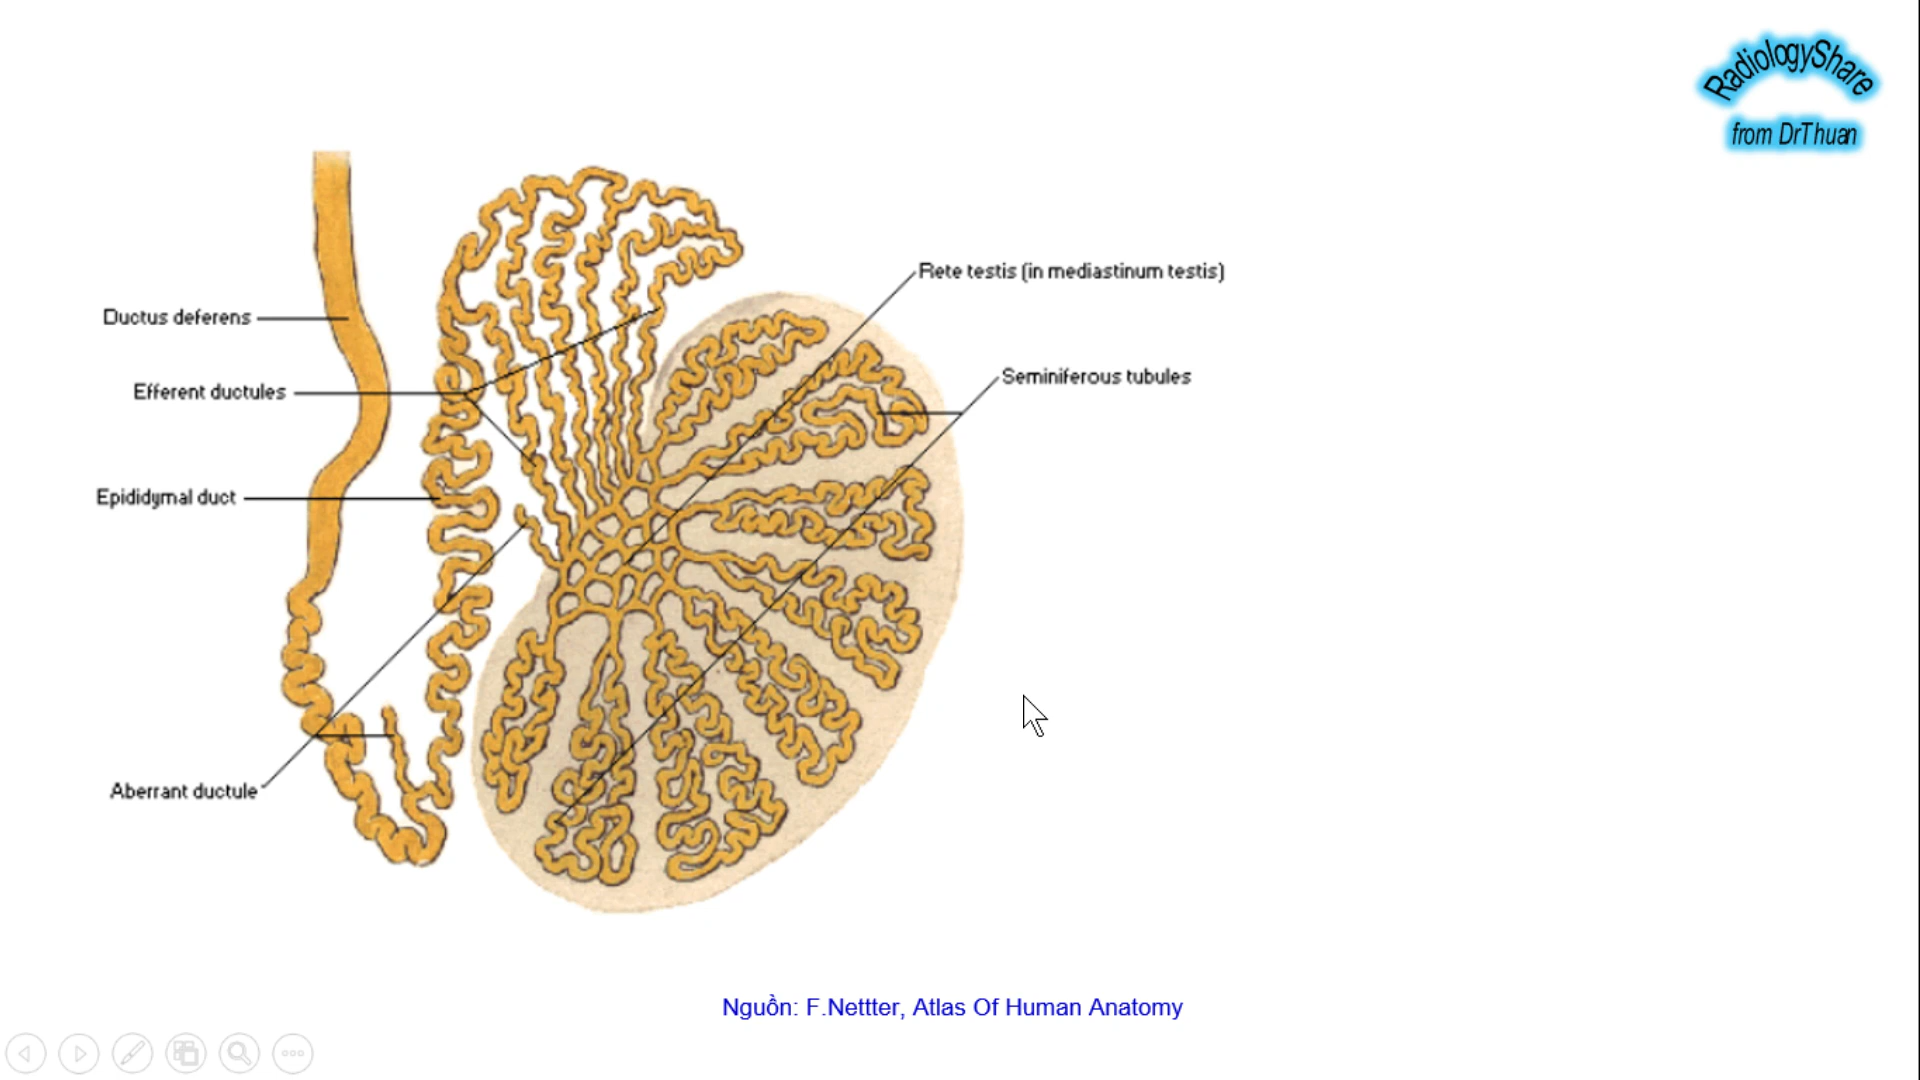 RadiologyShare
from DrThuan
Rete testis (in mediastinum testis)
Ductus deferens
Seminiferous tubules
Efferent ductules
Epididymal duct
Aberrant ductule
Nguồn: F.Nettter, Atlas Of Human Anatomy